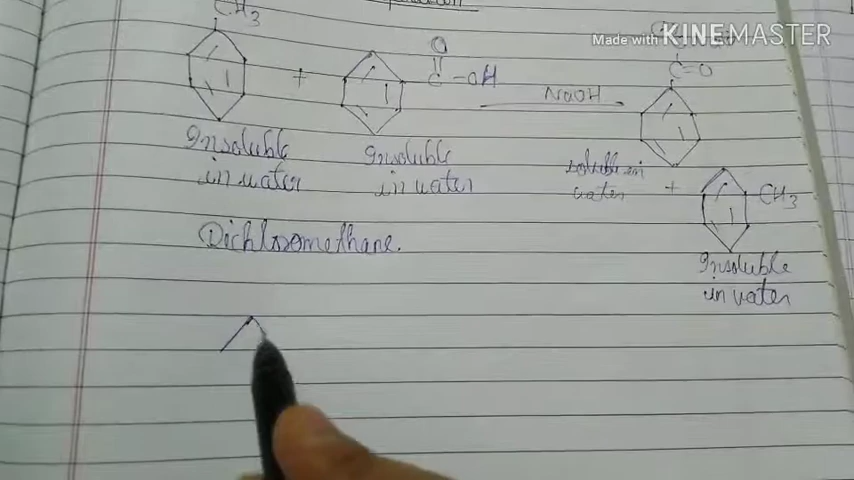 CH3
Made with KINEMASTER
O
C=O
+
C-OH
NaOH
Insoluble
in water
Insoluble
in water
soluble in
water
+
CH3
Dichloromethane.
Insoluble
in water